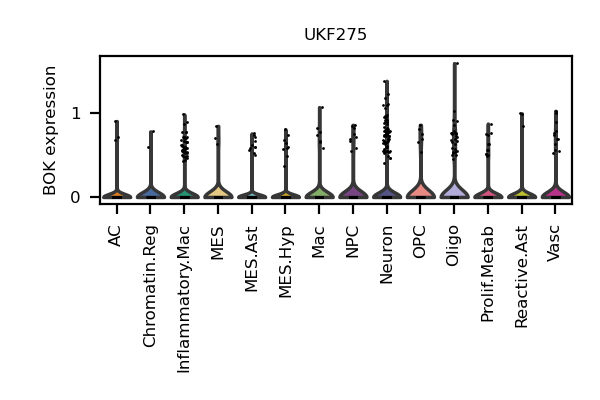 UKF275
BOK expression
1
0
AC
Chromatin.Reg
Inflammatory.Mac
MES
MES.Ast
MES.Hyp
Mac
NPC
Neuron
OPC
Oligo
Prolif.Metab
Reactive.Ast
Vasc